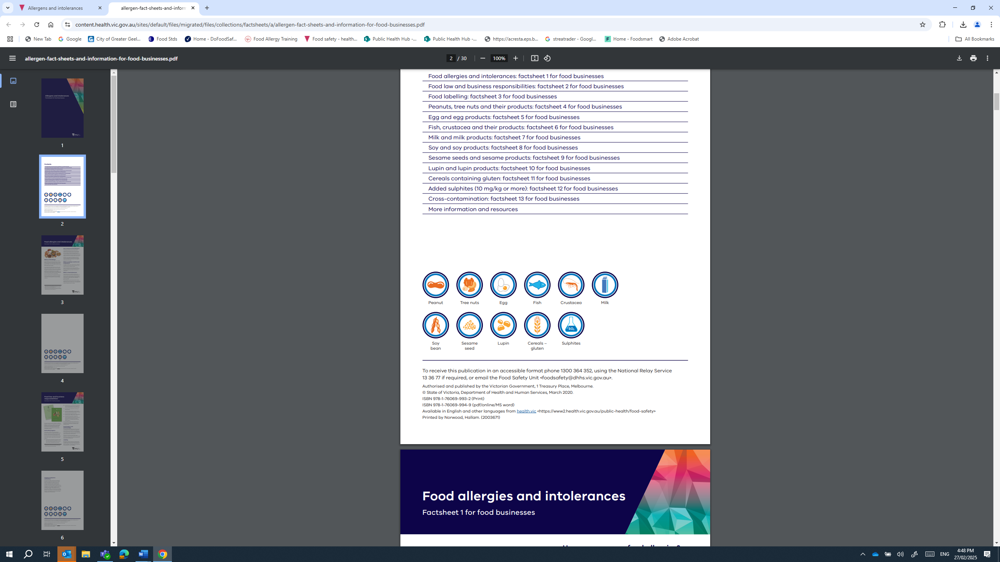 Allergens and intolerances
allergen-fact-sheets-and-inform
content.health.vic.gov.au/sites/default/files/migrated/files/collections/factsheets/a/allergen-fact-sheets-and-information-for-food-businesses.pdf
New Tab
Google
City of Greater Geel...
Food Stds
Home - DoFoodSaf...
Food Allergy Training
Food safety - health...
Public Health Hub -...
Public Health Hub -...
https://acresta.eps.b...
streatrader - Googl...
Home - Foodsmart
Adobe Acrobat
All Bookmarks
allergen-fact-sheets-and-information-for-food-businesses.pdf
2 / 30
100%
1
2
3
4
5
6
Food allergies and intolerances: factsheet 1 for food businesses
Food law and business responsibilities: factsheet 2 for food businesses
Food labelling: factsheet 3 for food businesses
Peanuts, tree nuts and their products: factsheet 4 for food businesses
Egg and egg products: factsheet 5 for food businesses
Fish, crustacea and their products: factsheet 6 for food businesses
Milk and milk products: factsheet 7 for food businesses
Soy and soy products: factsheet 8 for food businesses
Sesame seeds and sesame products: factsheet 9 for food businesses
Lupin and lupin products: factsheet 10 for food businesses
Cereals containing gluten: factsheet 11 for food businesses
Added sulphites (10 mg/kg or more): factsheet 12 for food businesses
Cross-contamination: factsheet 13 for food businesses
More information and resources
Peanut
Tree nuts
Egg
Fish
Crustacea
Milk
SO₂
Soy
bean
Sesame
seed
Lupin
Cereals –
gluten
Sulphites
To receive this publication in an accessible format phone 1300 364 352, using the National Relay Service
13 36 77 if required, or email the Food Safety Unit <foodsafety@dhhs.vic.gov.au>.
Authorised and published by the Victorian Government, 1 Treasury Place, Melbourne.
© State of Victoria, Department of Health and Human Services, March 2020.
ISBN 978-1-76069-993-2 (Print)
ISBN 978-1-76069-994-9 (pdf/online/MS word)
Available in English and other languages from health.vic <https://www2.health.vic.gov.au/public-health/food-safety>
Printed by Norwood, Hallam. (2003671)
Food allergies and intolerances
Factsheet 1 for food businesses
ENG
4:48 PM
27/02/2025